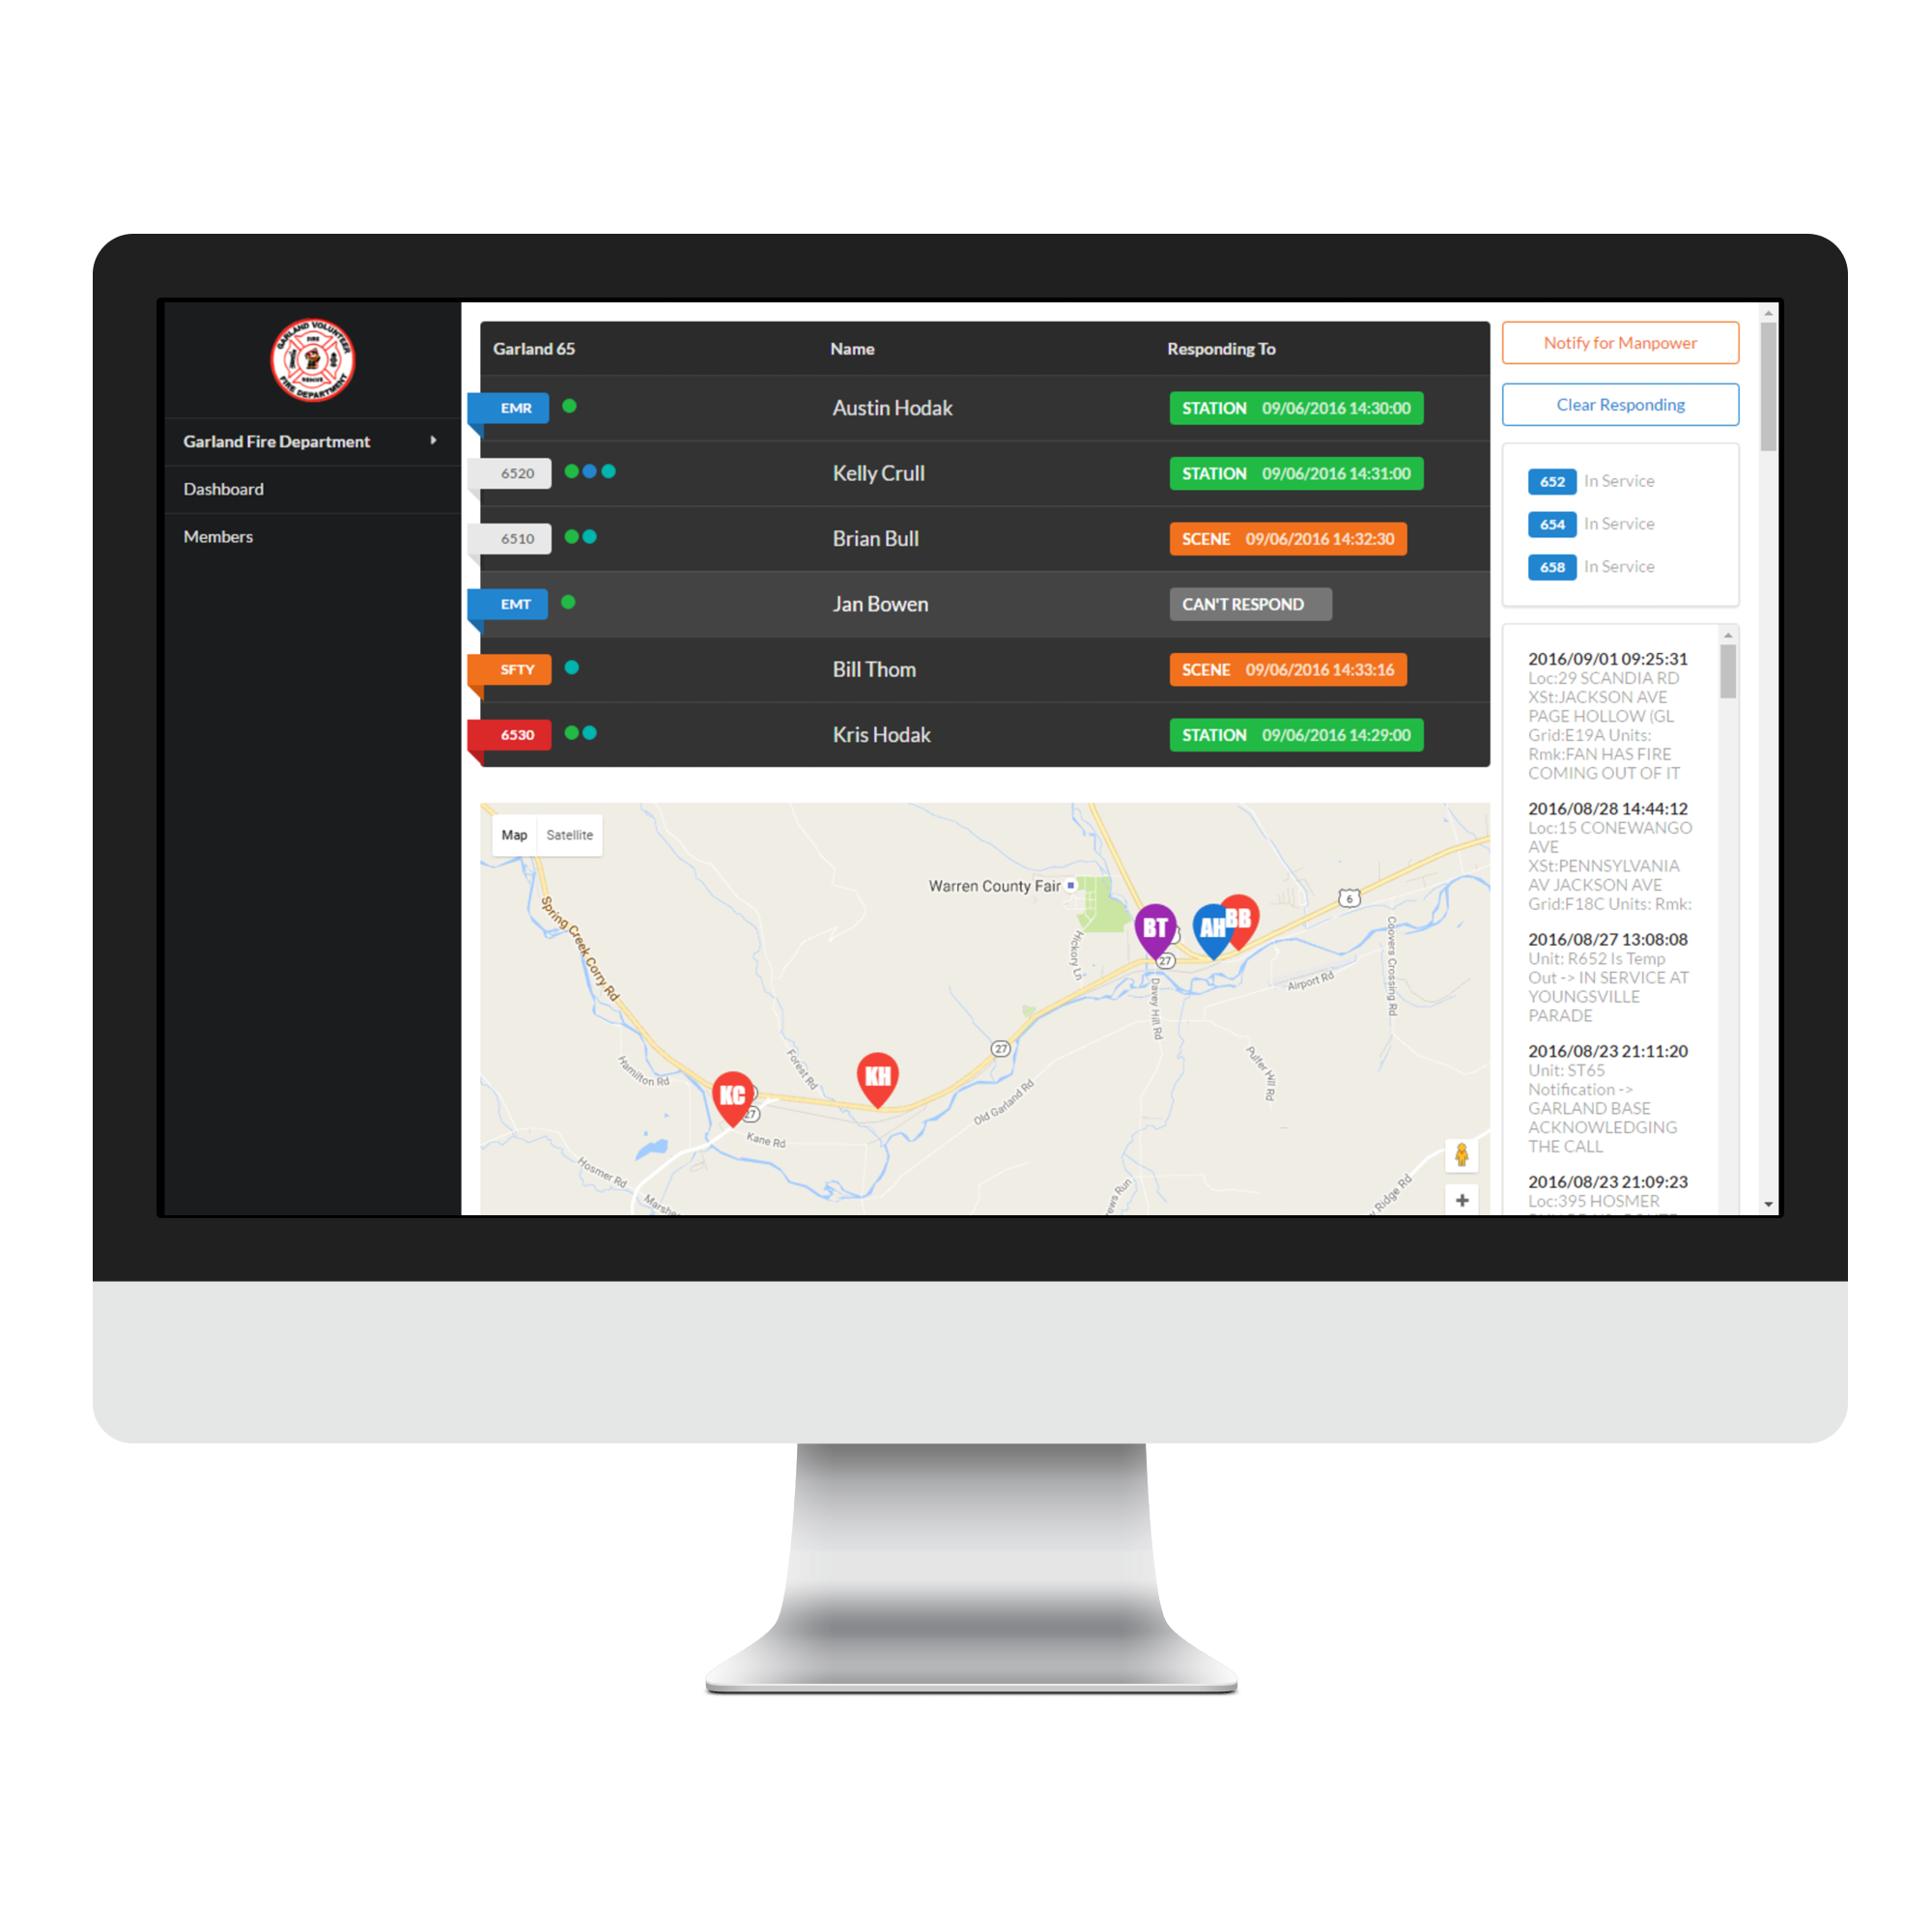 GARLAND VOLUNTEER
FIRE
RESCUE
FIRE DEPARTMENT
Garland Fire Department
Dashboard
Members
Garland 65 Name Responding To
EMR Austin Hodak STATION 09/06/2016 14:30:00
6520 Kelly Crull STATION 09/06/2016 14:31:00
6510 Brian Bull SCENE 09/06/2016 14:32:30
EMT Jan Bowen CAN'T RESPOND
SFTY Bill Thom SCENE 09/06/2016 14:33:16
6530 Kris Hodak STATION 09/06/2016 14:29:00
Map Satellite
Warren County Fair
6
Spring Creek Corry Rd
BT
AH
BB
27
Hickory Ln
Davey Hill Rd
Airport Rd
Coovers Crossing Rd
27
Hamilton Rd
Forest Rd
KH
KC
27
Old Garland Rd
Pulfer Hill Rd
Kane Rd
Hosmer Rd
Notify for Manpower
Clear Responding
652 In Service
654 In Service
658 In Service
2016/09/01 09:25:31
Loc:29 SCANDIA RD
XSt:JACKSON AVE
PAGE HOLLOW (GL
Grid:E19A Units:
Rmk:FAN HAS FIRE
COMING OUT OF IT
2016/08/28 14:44:12
Loc:15 CONEWANGO
AVE
XSt:PENNSYLVANIA
AV JACKSON AVE
Grid:F18C Units: Rmk:
2016/08/27 13:08:08
Unit: R652 Is Temp
Out -> IN SERVICE AT
YOUNGSVILLE
PARADE
2016/08/23 21:11:20
Unit: ST65
Notification ->
GARLAND BASE
ACKNOWLEDGING
THE CALL
2016/08/23 21:09:23
Loc:395 HOSMER